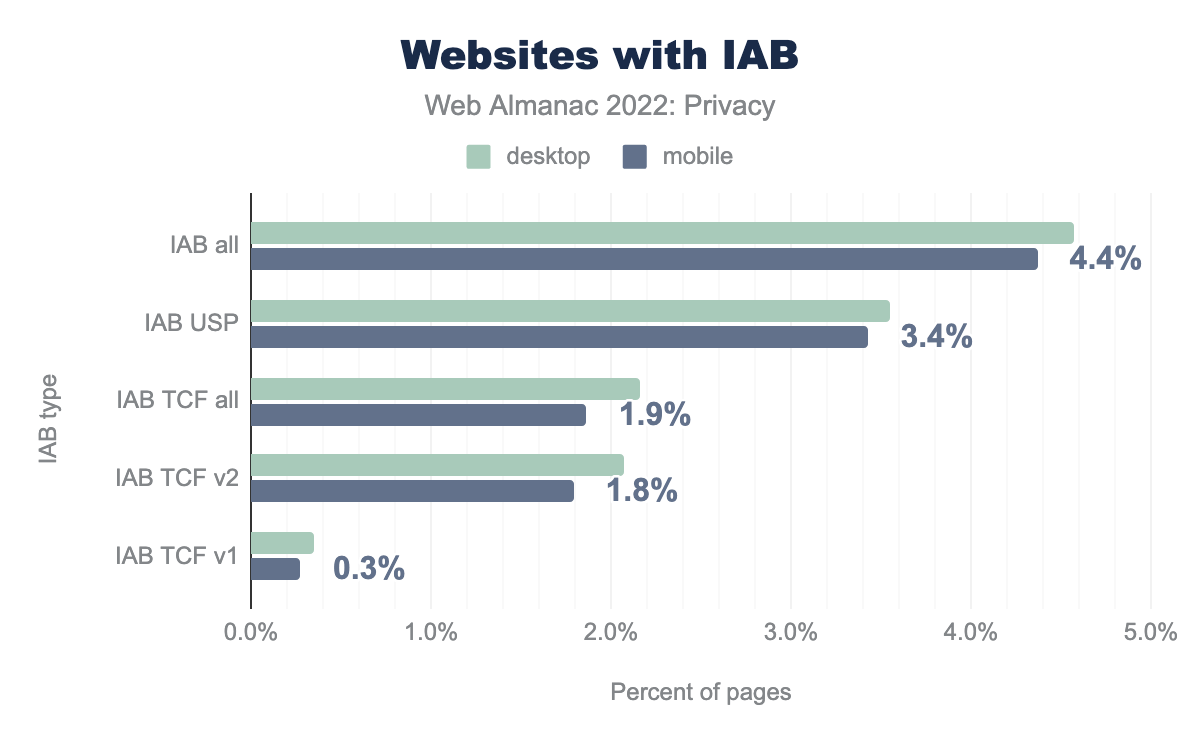 Websites with IAB
Web Almanac 2022: Privacy
desktop mobile
IAB all
4.4%
IAB USP
3.4%
IAB TCF all
1.9%
IAB TCF v2
1.8%
IAB TCF v1
0.3%
IAB type
0.0% 1.0% 2.0% 3.0% 4.0% 5.0%
Percent of pages